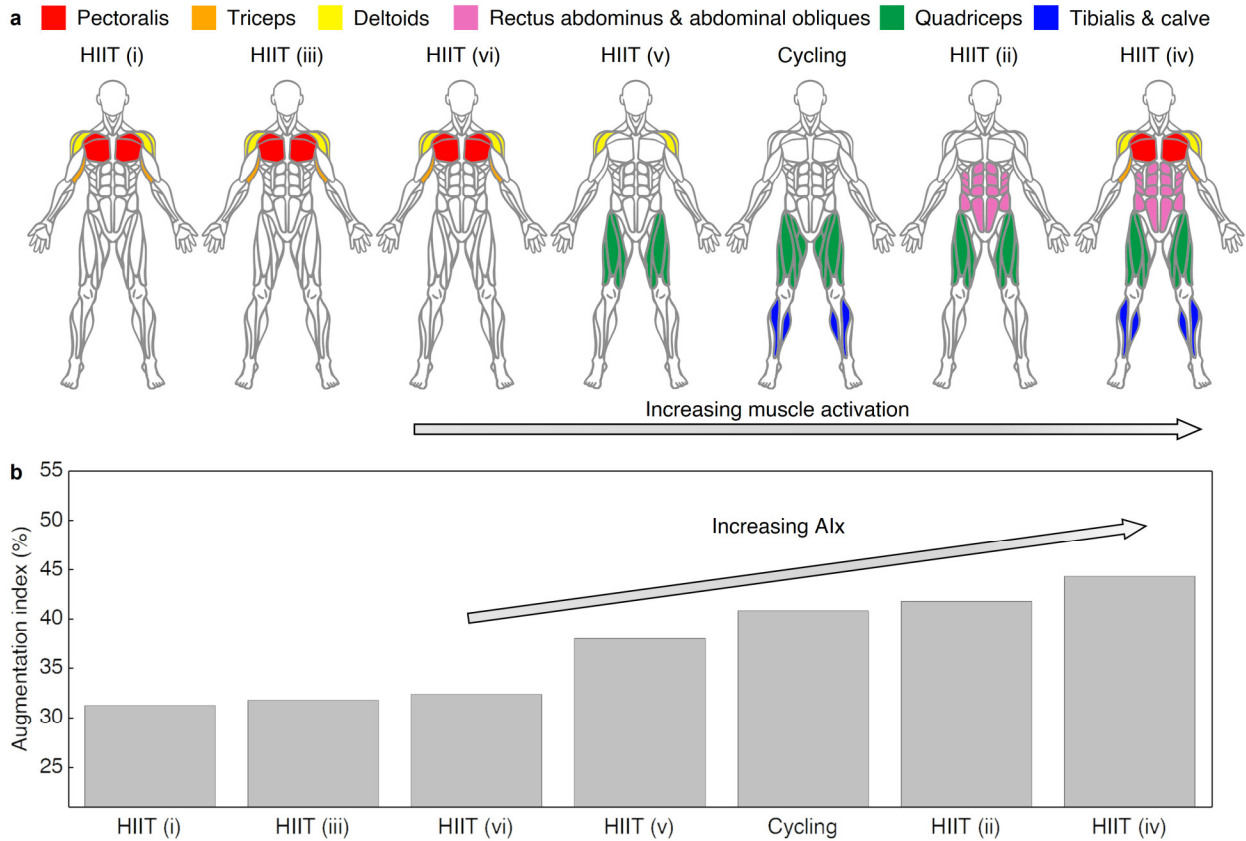 a Pectoralis Triceps Deltoids Rectus abdominus & abdominal obliques Quadriceps Tibialis & calve
HIIT (i) HIIT (iii) HIIT (vi) HIIT (v) Cycling HIIT (ii) HIIT (iv)
Increasing muscle activation
b
Augmentation index (%)
55
50
45
40
35
30
25
Increasing AIx
HIIT (i) HIIT (iii) HIIT (vi) HIIT (v) Cycling HIIT (ii) HIIT (iv)